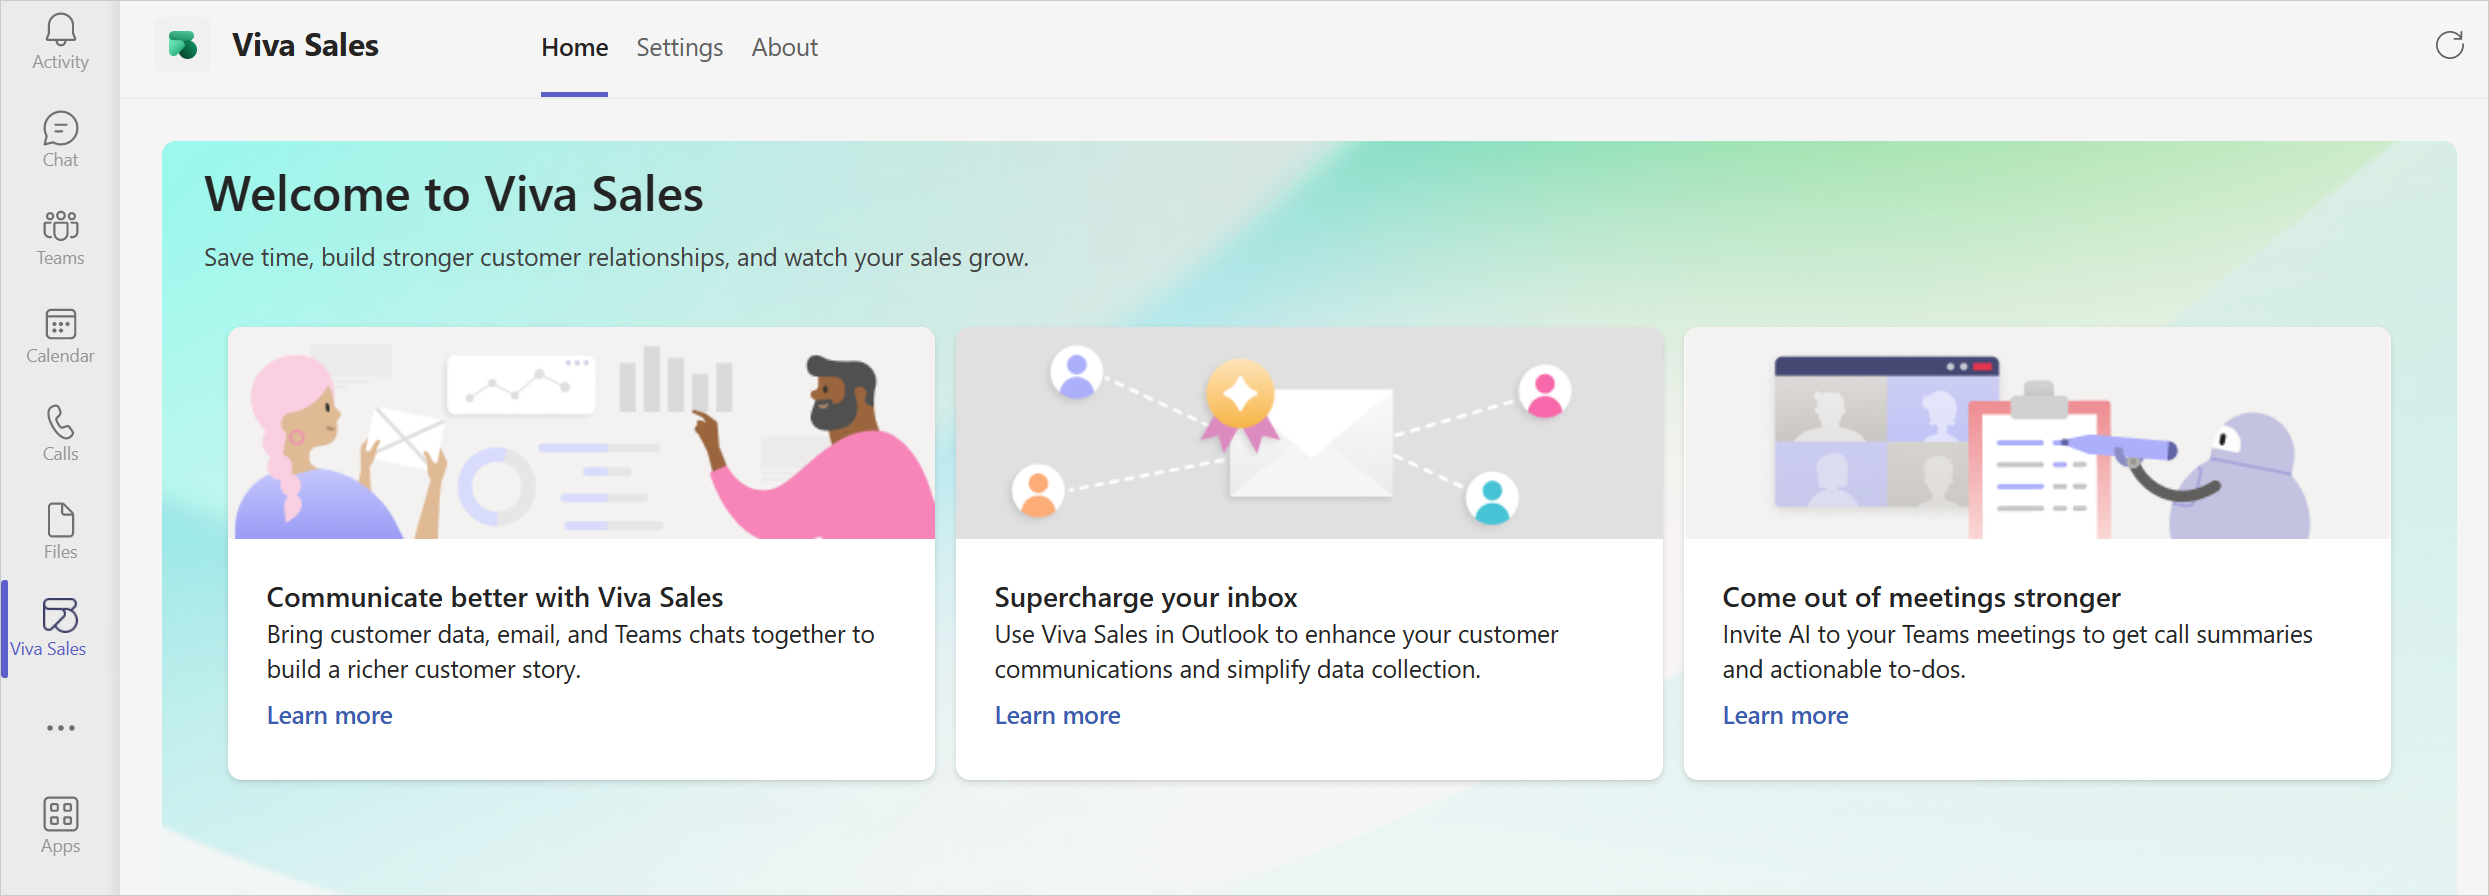 Activity
Chat
Teams
Calendar
Calls
Files
Viva Sales
Apps
Viva Sales
Home
Settings
About
Welcome to Viva Sales
Save time, build stronger customer relationships, and watch your sales grow.
Communicate better with Viva Sales
Bring customer data, email, and Teams chats together to
build a richer customer story.
Learn more
Supercharge your inbox
Use Viva Sales in Outlook to enhance your customer
communications and simplify data collection.
Learn more
Come out of meetings stronger
Invite AI to your Teams meetings to get call summaries
and actionable to-dos.
Learn more